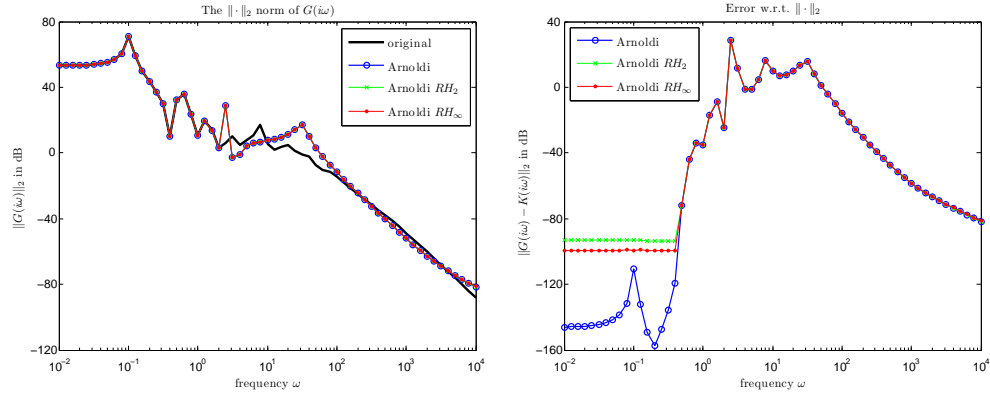 The ∥ · ∥₂ norm of G(iω)
∥G(iω)∥₂ in dB
80
40
0
−40
−80
−120
10⁻² 10⁻¹ 10⁰ 10¹ 10² 10³ 10⁴
frequency ω
original
Arnoldi
Arnoldi RH₂
Arnoldi RH∞
Error w.r.t. ∥ · ∥₂
∥G(iω) − K(iω)∥₂ in dB
40
0
−40
−80
−120
−160
10⁻² 10⁻¹ 10⁰ 10¹ 10² 10³ 10⁴
frequency ω
Arnoldi
Arnoldi RH₂
Arnoldi RH∞